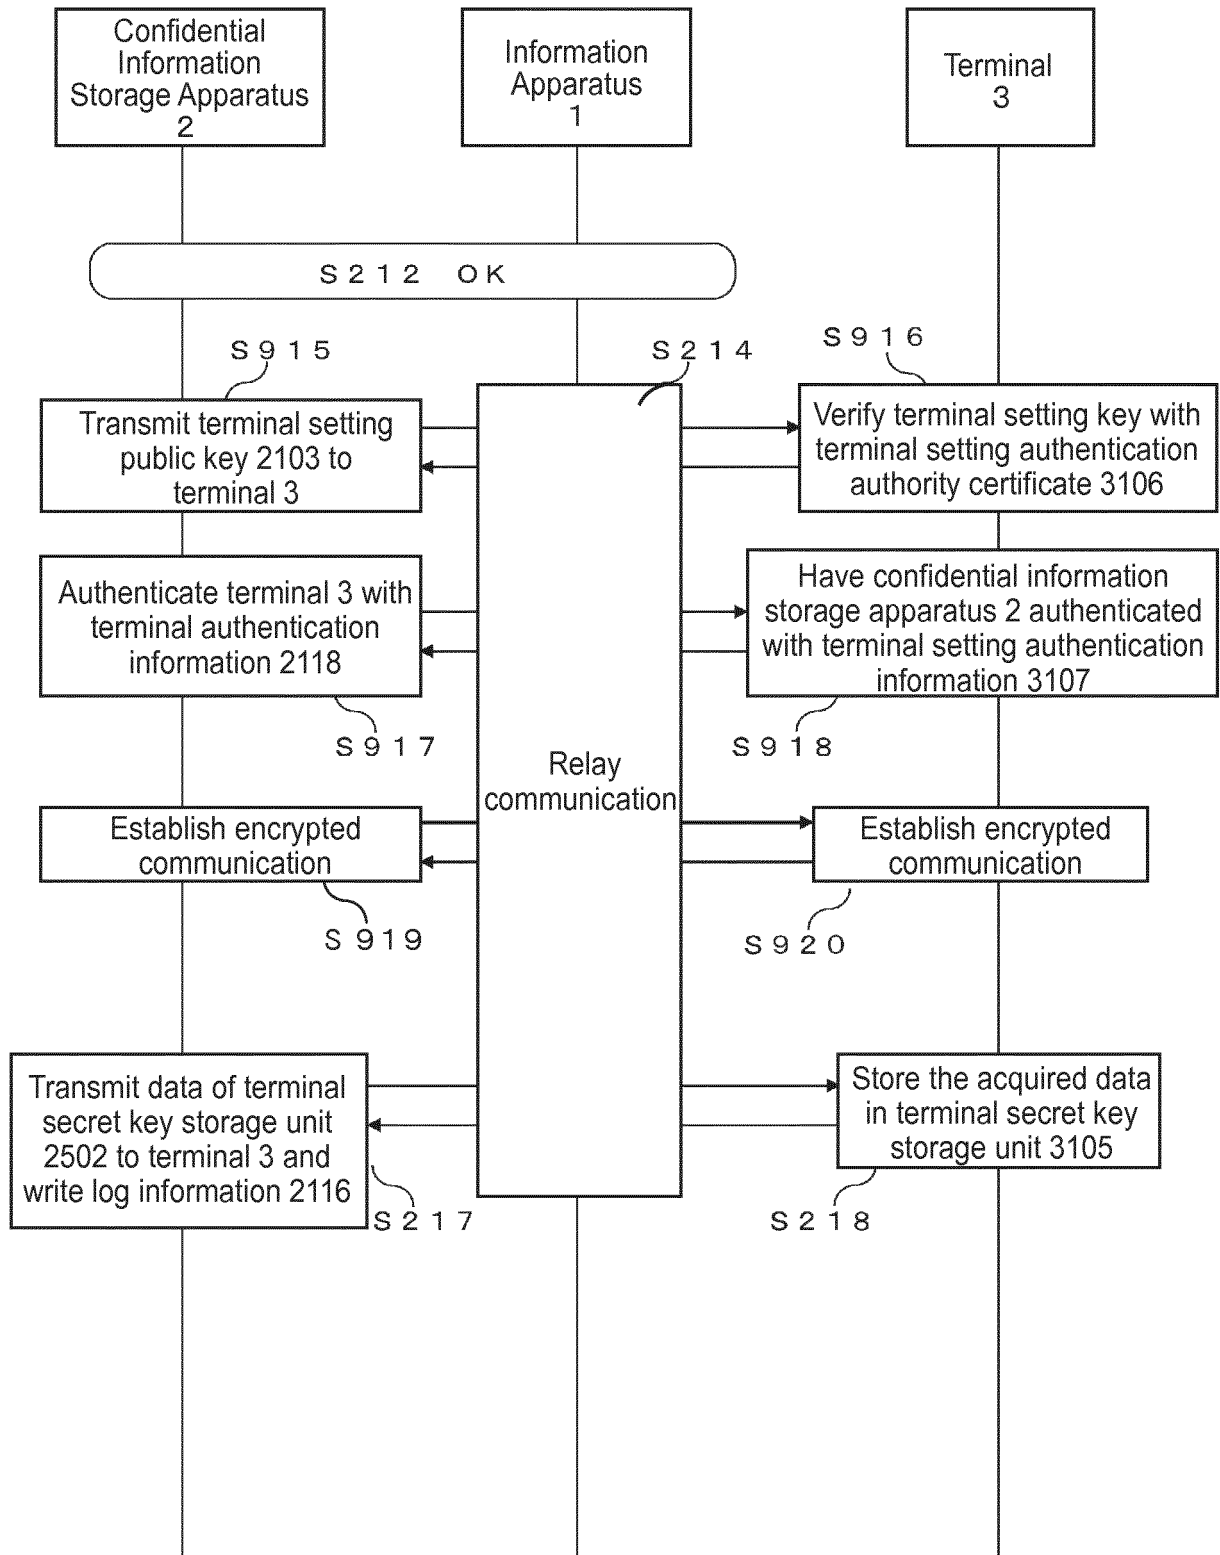 Confidential
Information
Storage Apparatus
2
Information
Apparatus
1
Terminal
3
S212 OK
S915
S214
S916
Transmit terminal setting
public key 2103 to
terminal 3
Verify terminal setting key with
terminal setting authentication
authority certificate 3106
Authenticate terminal 3 with
terminal authentication
information 2118
Have confidential information
storage apparatus 2 authenticated
with terminal setting authentication
information 3107
S917
S918
Relay
communication
Establish encrypted
communication
Establish encrypted
communication
S919
S920
Transmit data of terminal
secret key storage unit
2502 to terminal 3 and
write log information 2116
Store the acquired data
in terminal secret key
storage unit 3105
S217
S218